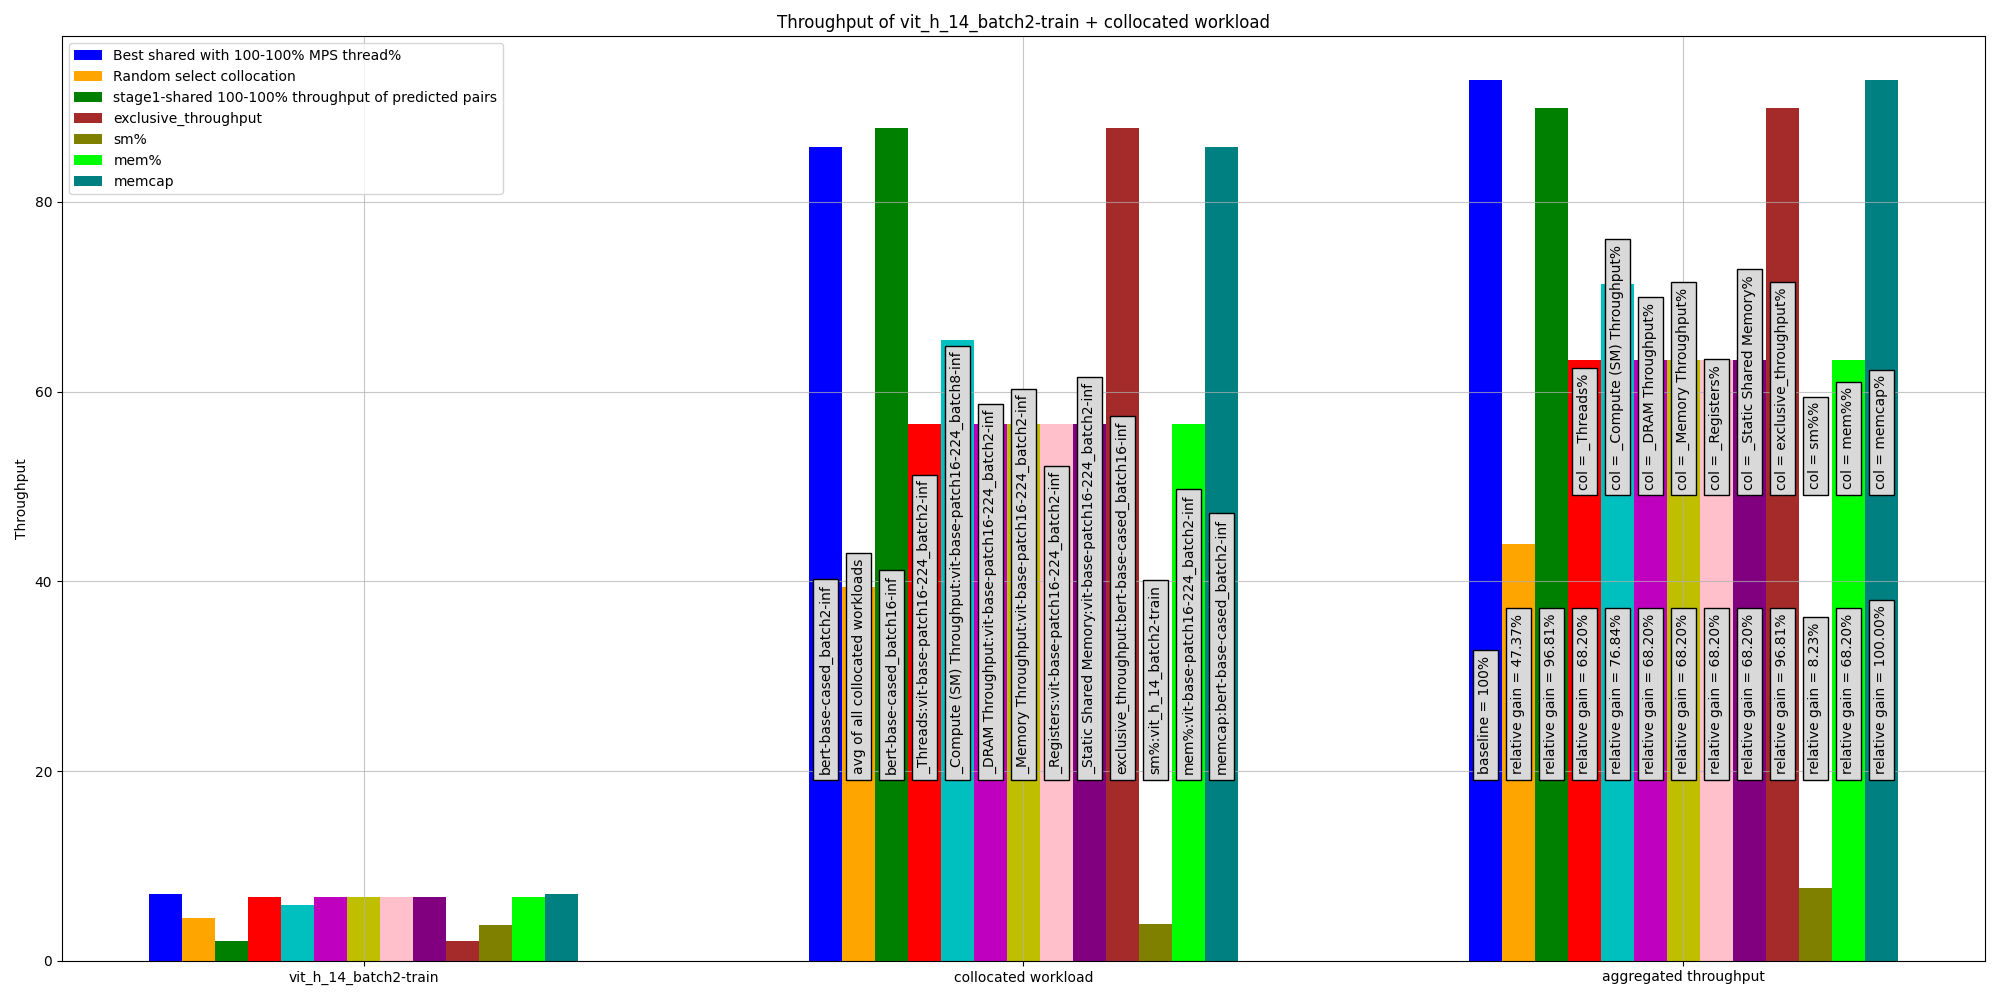 Throughput of vit_h_14_batch2-train + collocated workload
Best shared with 100-100% MPS thread%
Random select collocation
stage1-shared 100-100% throughput of predicted pairs
exclusive_throughput
sm%
mem%
memcap
Throughput
80
60
40
20
0
bert-base-cased_batch2-inf
avg of all collocated workloads
bert-base-cased_batch16-inf
_Threads:vit-base-patch16-224_batch2-inf
_Compute (SM) Throughput:vit-base-patch16-224_batch8-inf
_DRAM Throughput:vit-base-patch16-224_batch2-inf
_Memory Throughput:vit-base-patch16-224_batch2-inf
_Registers:vit-base-patch16-224_batch2-inf
_Static Shared Memory:vit-base-patch16-224_batch2-inf
exclusive_throughput:bert-base-cased_batch16-inf
sm%:vit_h_14_batch2-train
mem%:vit-base-patch16-224_batch2-inf
memcap:bert-base-cased_batch2-inf
col = _Threads%
col = _Compute (SM) Throughput%
col = _DRAM Throughput%
col = _Memory Throughput%
col = _Registers%
col = _Static Shared Memory%
col = exclusive_throughput%
col = sm%%
col = mem%%
col = memcap%
baseline = 100%
relative gain = 47.37%
relative gain = 96.81%
relative gain = 68.20%
relative gain = 76.84%
relative gain = 68.20%
relative gain = 68.20%
relative gain = 68.20%
relative gain = 68.20%
relative gain = 96.81%
relative gain = 8.23%
relative gain = 68.20%
relative gain = 100.00%
vit_h_14_batch2-train
collocated workload
aggregated throughput